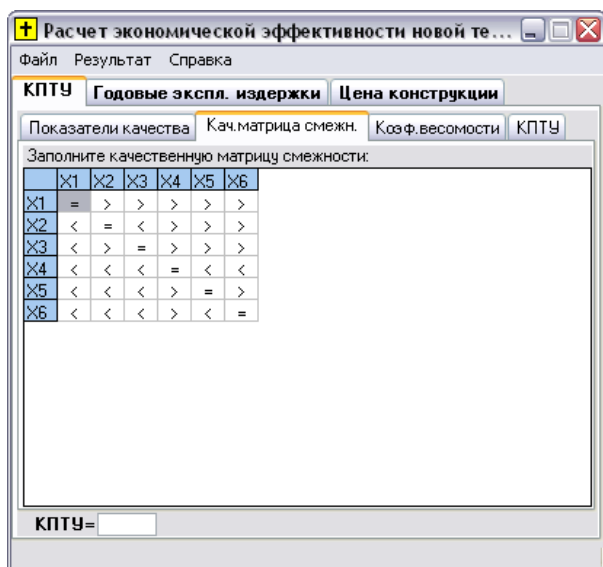 Расчет экономической эффективности новой те...
Файл Результат Справка
КПТУ Годовые экспл. издержки Цена конструкции
Показатели качества Кач.матрица смежн. Коэф.весомости КПТУ
Заполните качественную матрицу смежности:
X1 X2 X3 X4 X5 X6
X1 = > > > > >
X2 < = < > > >
X3 < > = > > >
X4 < < < = < <
X5 < < < > = >
X6 < < < > < =
КПТУ=